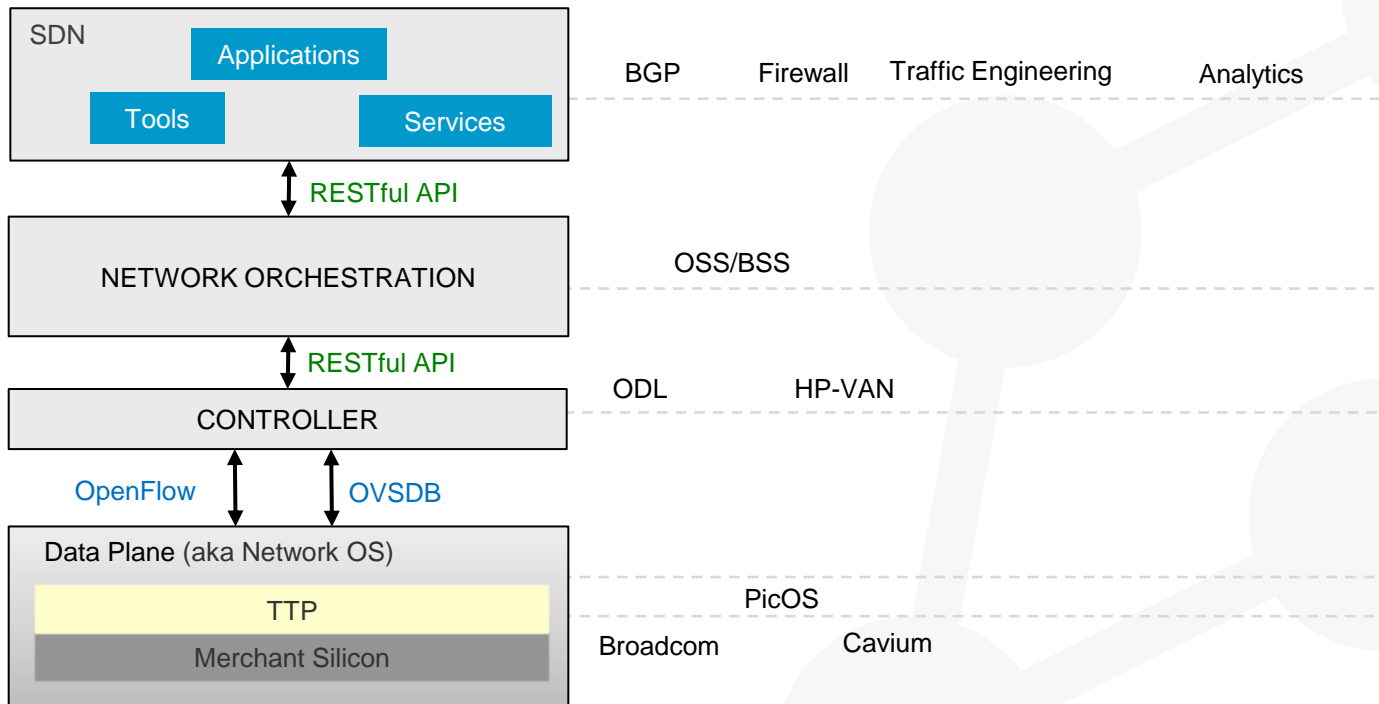 SDN
Applications
Tools
Services
BGP
Firewall
Traffic Engineering
Analytics
RESTful API
NETWORK ORCHESTRATION
OSS/BSS
RESTful API
CONTROLLER
ODL
HP-VAN
OpenFlow
OVSDB
Data Plane (aka Network OS)
TTP
Merchant Silicon
PicOS
Broadcom
Cavium